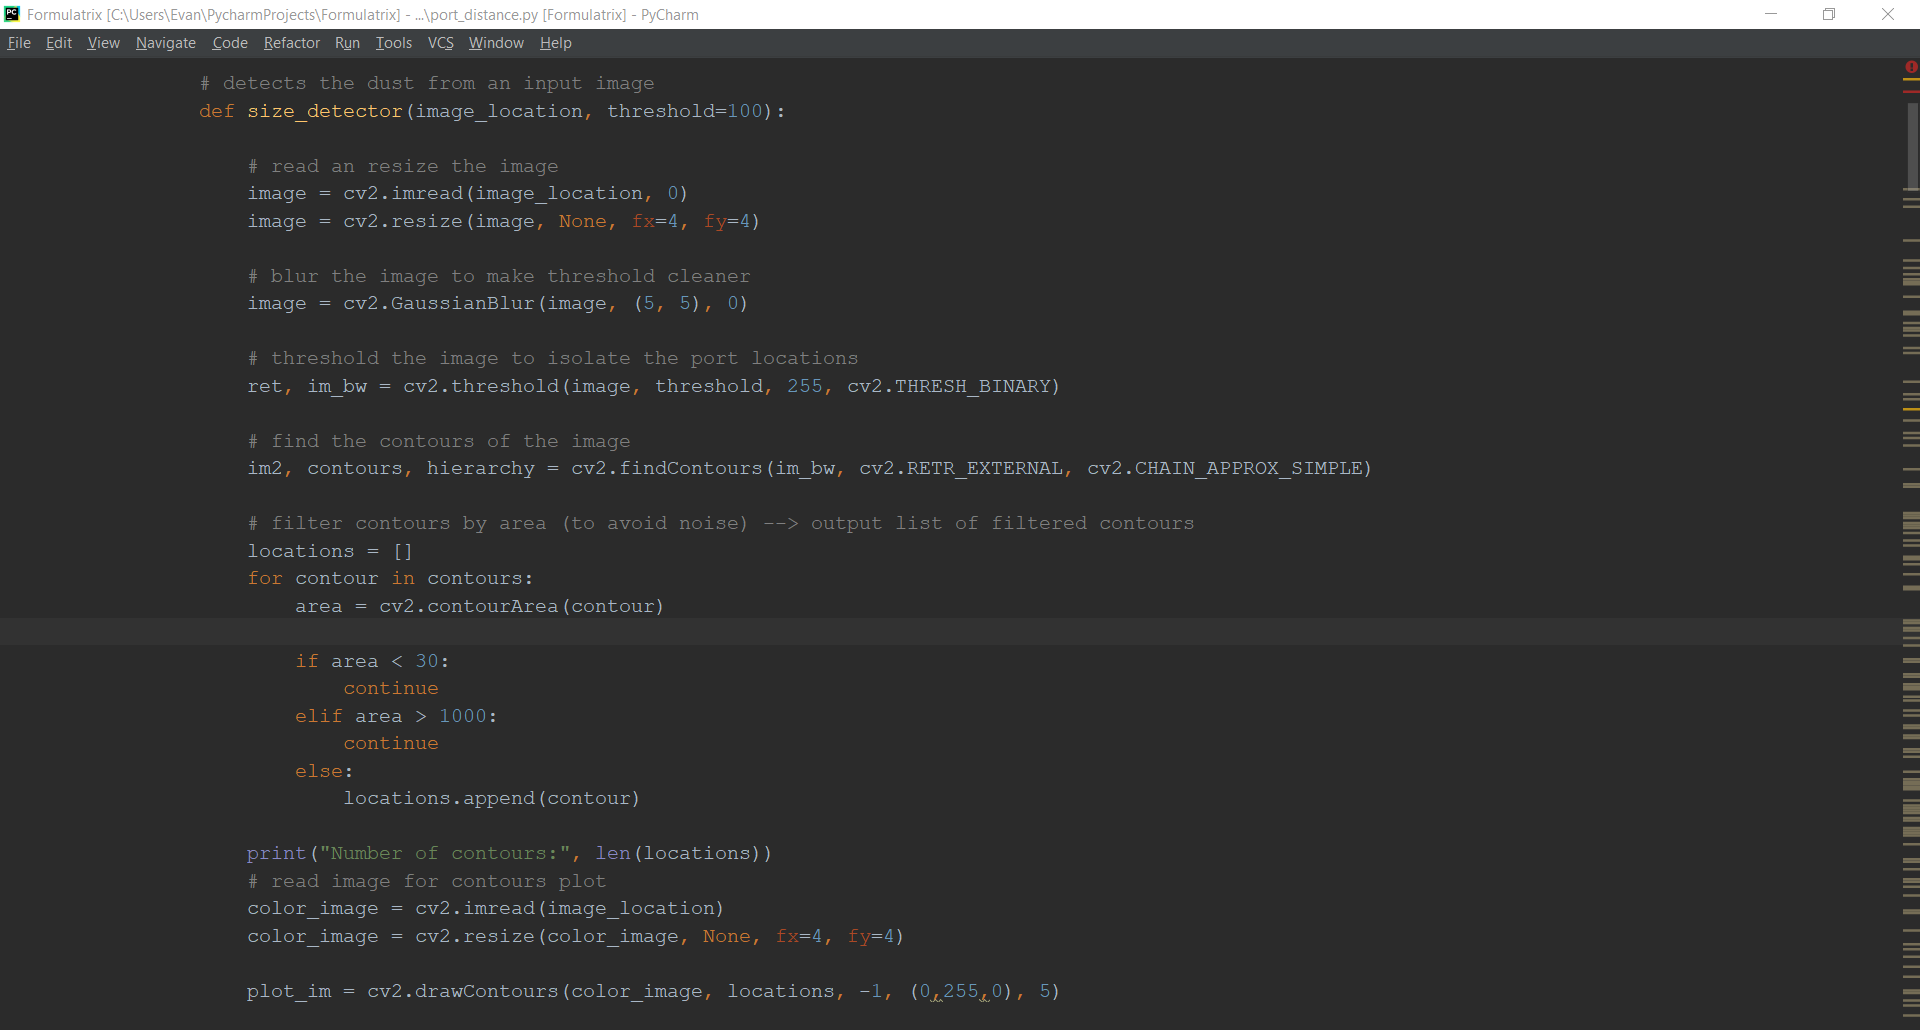 PC Formulatrix [C:\Users\Evan\PycharmProjects\Formulatrix] - ...\port_distance.py [Formulatrix] - PyCharm
File Edit View Navigate Code Refactor Run Tools VCS Window Help
# detects the dust from an input image
def size_detector(image_location, threshold=100):
# read an resize the image
image = cv2.imread(image_location, 0)
image = cv2.resize(image, None, fx=4, fy=4)
# blur the image to make threshold cleaner
image = cv2.GaussianBlur(image, (5, 5), 0)
# threshold the image to isolate the port locations
ret, im_bw = cv2.threshold(image, threshold, 255, cv2.THRESH_BINARY)
# find the contours of the image
im2, contours, hierarchy = cv2.findContours(im_bw, cv2.RETR_EXTERNAL, cv2.CHAIN_APPROX_SIMPLE)
# filter contours by area (to avoid noise) --> output list of filtered contours
locations = []
for contour in contours:
area = cv2.contourArea(contour)
if area < 30:
continue
elif area > 1000:
continue
else:
locations.append(contour)
print("Number of contours:", len(locations))
# read image for contours plot
color_image = cv2.imread(image_location)
color_image = cv2.resize(color_image, None, fx=4, fy=4)
plot_im = cv2.drawContours(color_image, locations, -1, (0,255,0), 5)